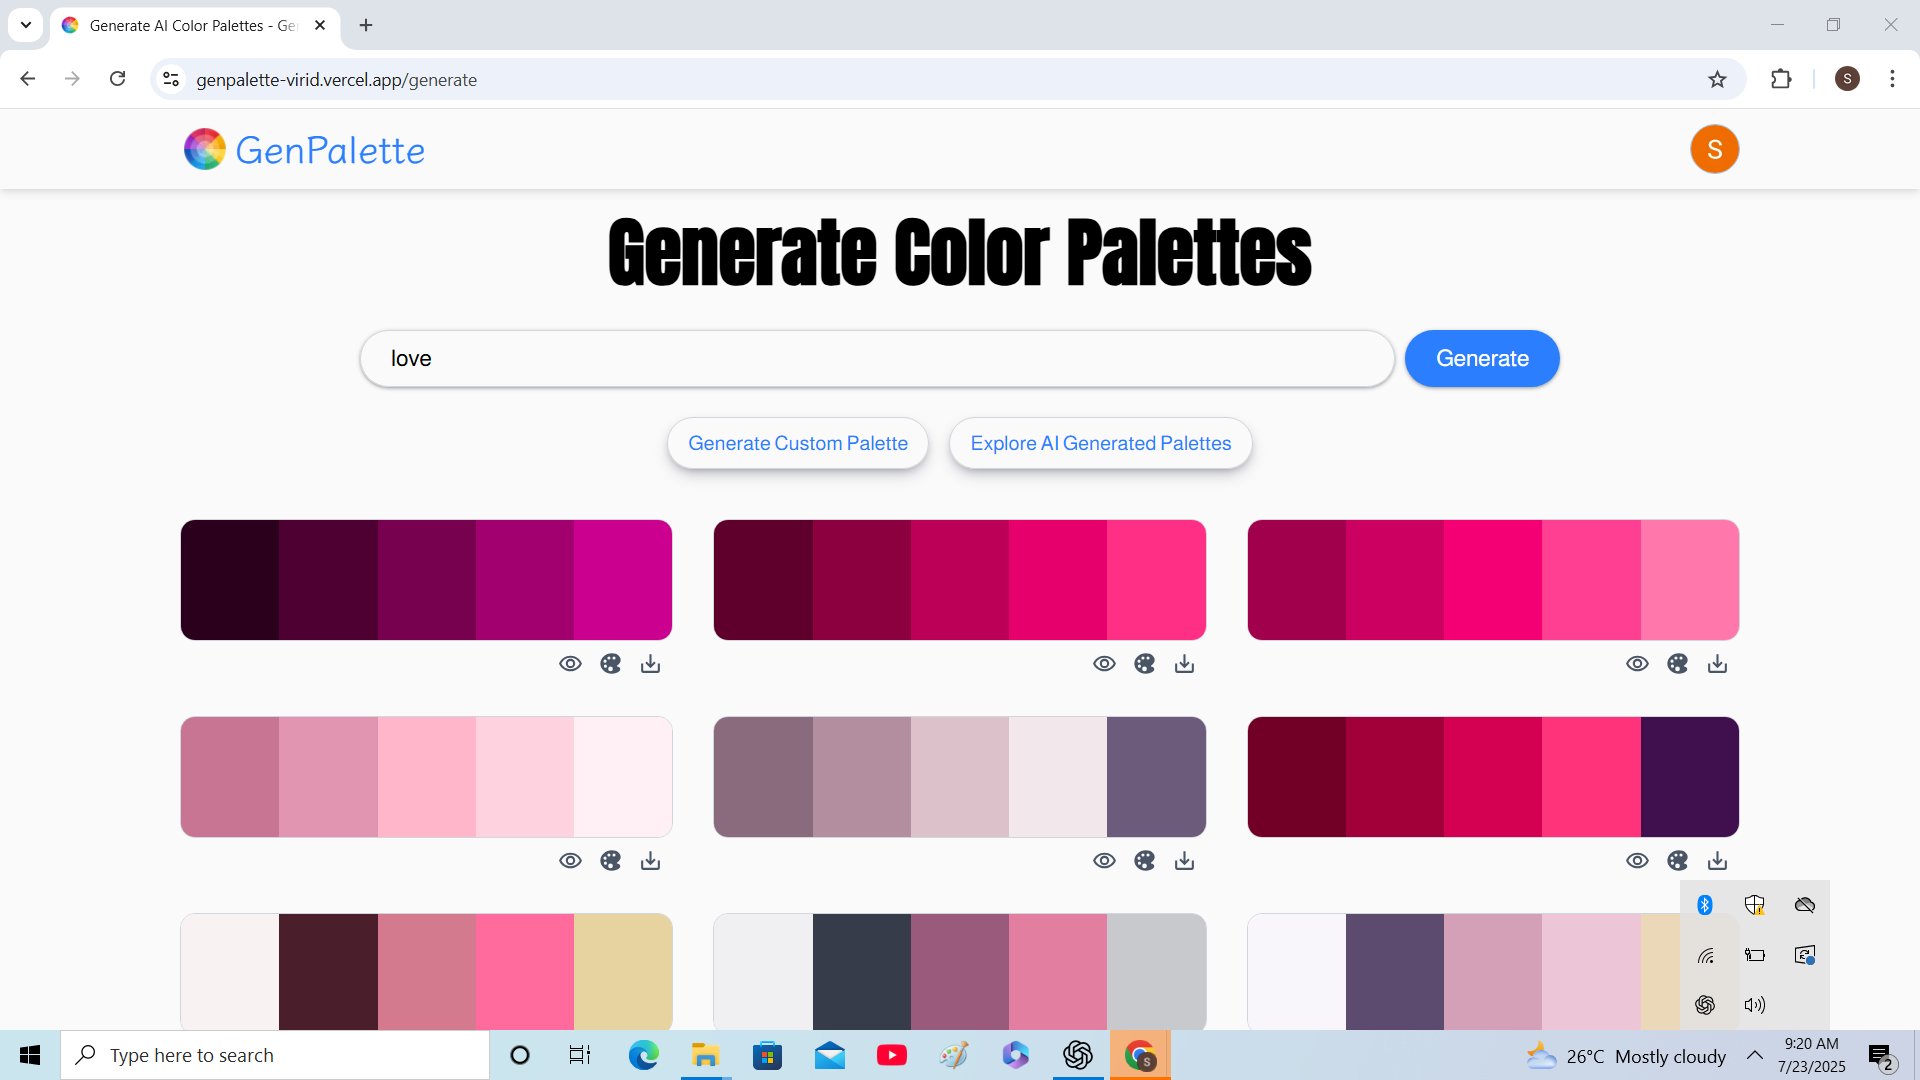 Generate AI Color Palettes - Ge
genpalette-virid.vercel.app/generate
S
GenPalette
S
Generate Color Palettes
love
Generate
Generate Custom Palette
Explore AI Generated Palettes
Type here to search
S
26°C Mostly cloudy
9:20 AM
7/23/2025
2